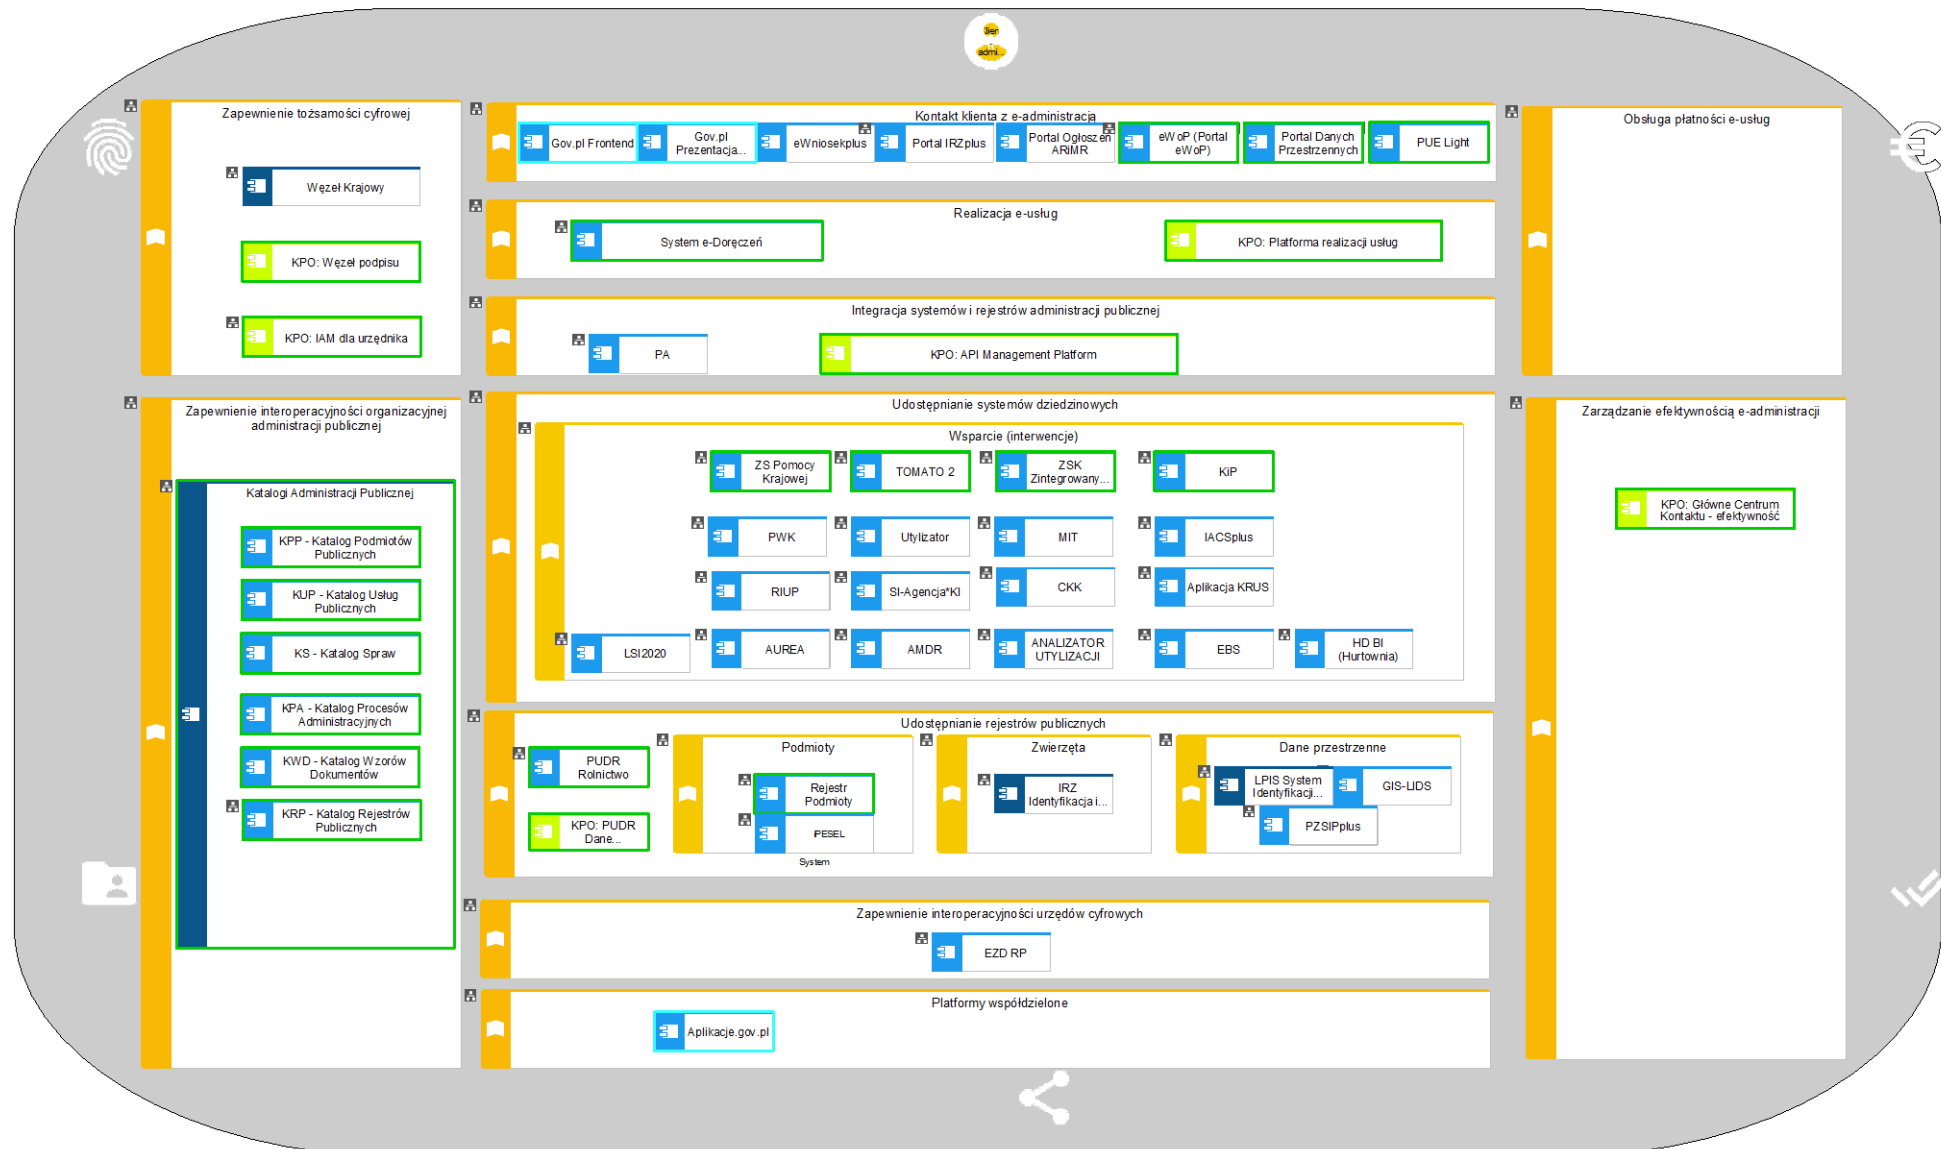 Zapewnienie tożsamości cyfrowej
Węzeł Krajowy
KPO: Węzeł podpisu
KPO: IAM dla urzędnika
Kontakt klienta z e-administracją
Gov.pl Frontend
Gov.pl
Prezentacja...
eWniosekplus
Portal IRZplus
Portal Ogłoszeń
ARiMR
eWoP (Portal
eWoP)
Portal Danych
Przestrzennych
PUE Light
Obsługa płatności e-usług
Realizacja e-usług
System e-Doręczeń
KPO: Platforma realizacji usług
Integracja systemów i rejestrów administracji publicznej
PA
KPO: API Management Platform
Zapewnienie interoperacyjności organizacyjnej
administracji publicznej
Katalogi Administracji Publicznej
KPP - Katalog Podmiotów
Publicznych
KUP - Katalog Usług
Publicznych
KS - Katalog Spraw
KPA - Katalog Procesów
Administracyjnych
KWD - Katalog Wzorów
Dokumentów
KRP - Katalog Rejestrów
Publicznych
Udostępnianie systemów dziedzinowych
Wsparcie (interwencje)
ZS Pomocy
Krajowej
TOMATO 2
ZSK
Zintegrowany...
KiP
PWK
Utylizator
MIT
IACSplus
RIUP
SI-Agencja*KI
CKK
Aplikacja KRUS
LSI2020
AUREA
AMDR
ANALIZATOR
UTYLIZACJI
EBS
HD BI
(Hurtownia)
Zarządzanie efektywnością e-administracji
KPO: Główne Centrum
Kontaktu - efektywność
Udostępnianie rejestrów publicznych
PUDR
Rolnictwo
KPO: PUDR
Dane...
Podmioty
Rejestr
Podmioty
PESEL
System
Zwierzęta
IRZ
Identyfikacja i...
Dane przestrzenne
LPIS System
Identyfikacji...
GIS-LIDS
PZSIPplus
Zapewnienie interoperacyjności urzędów cyfrowych
EZD RP
Platformy współdzielone
Aplikacje.gov.pl